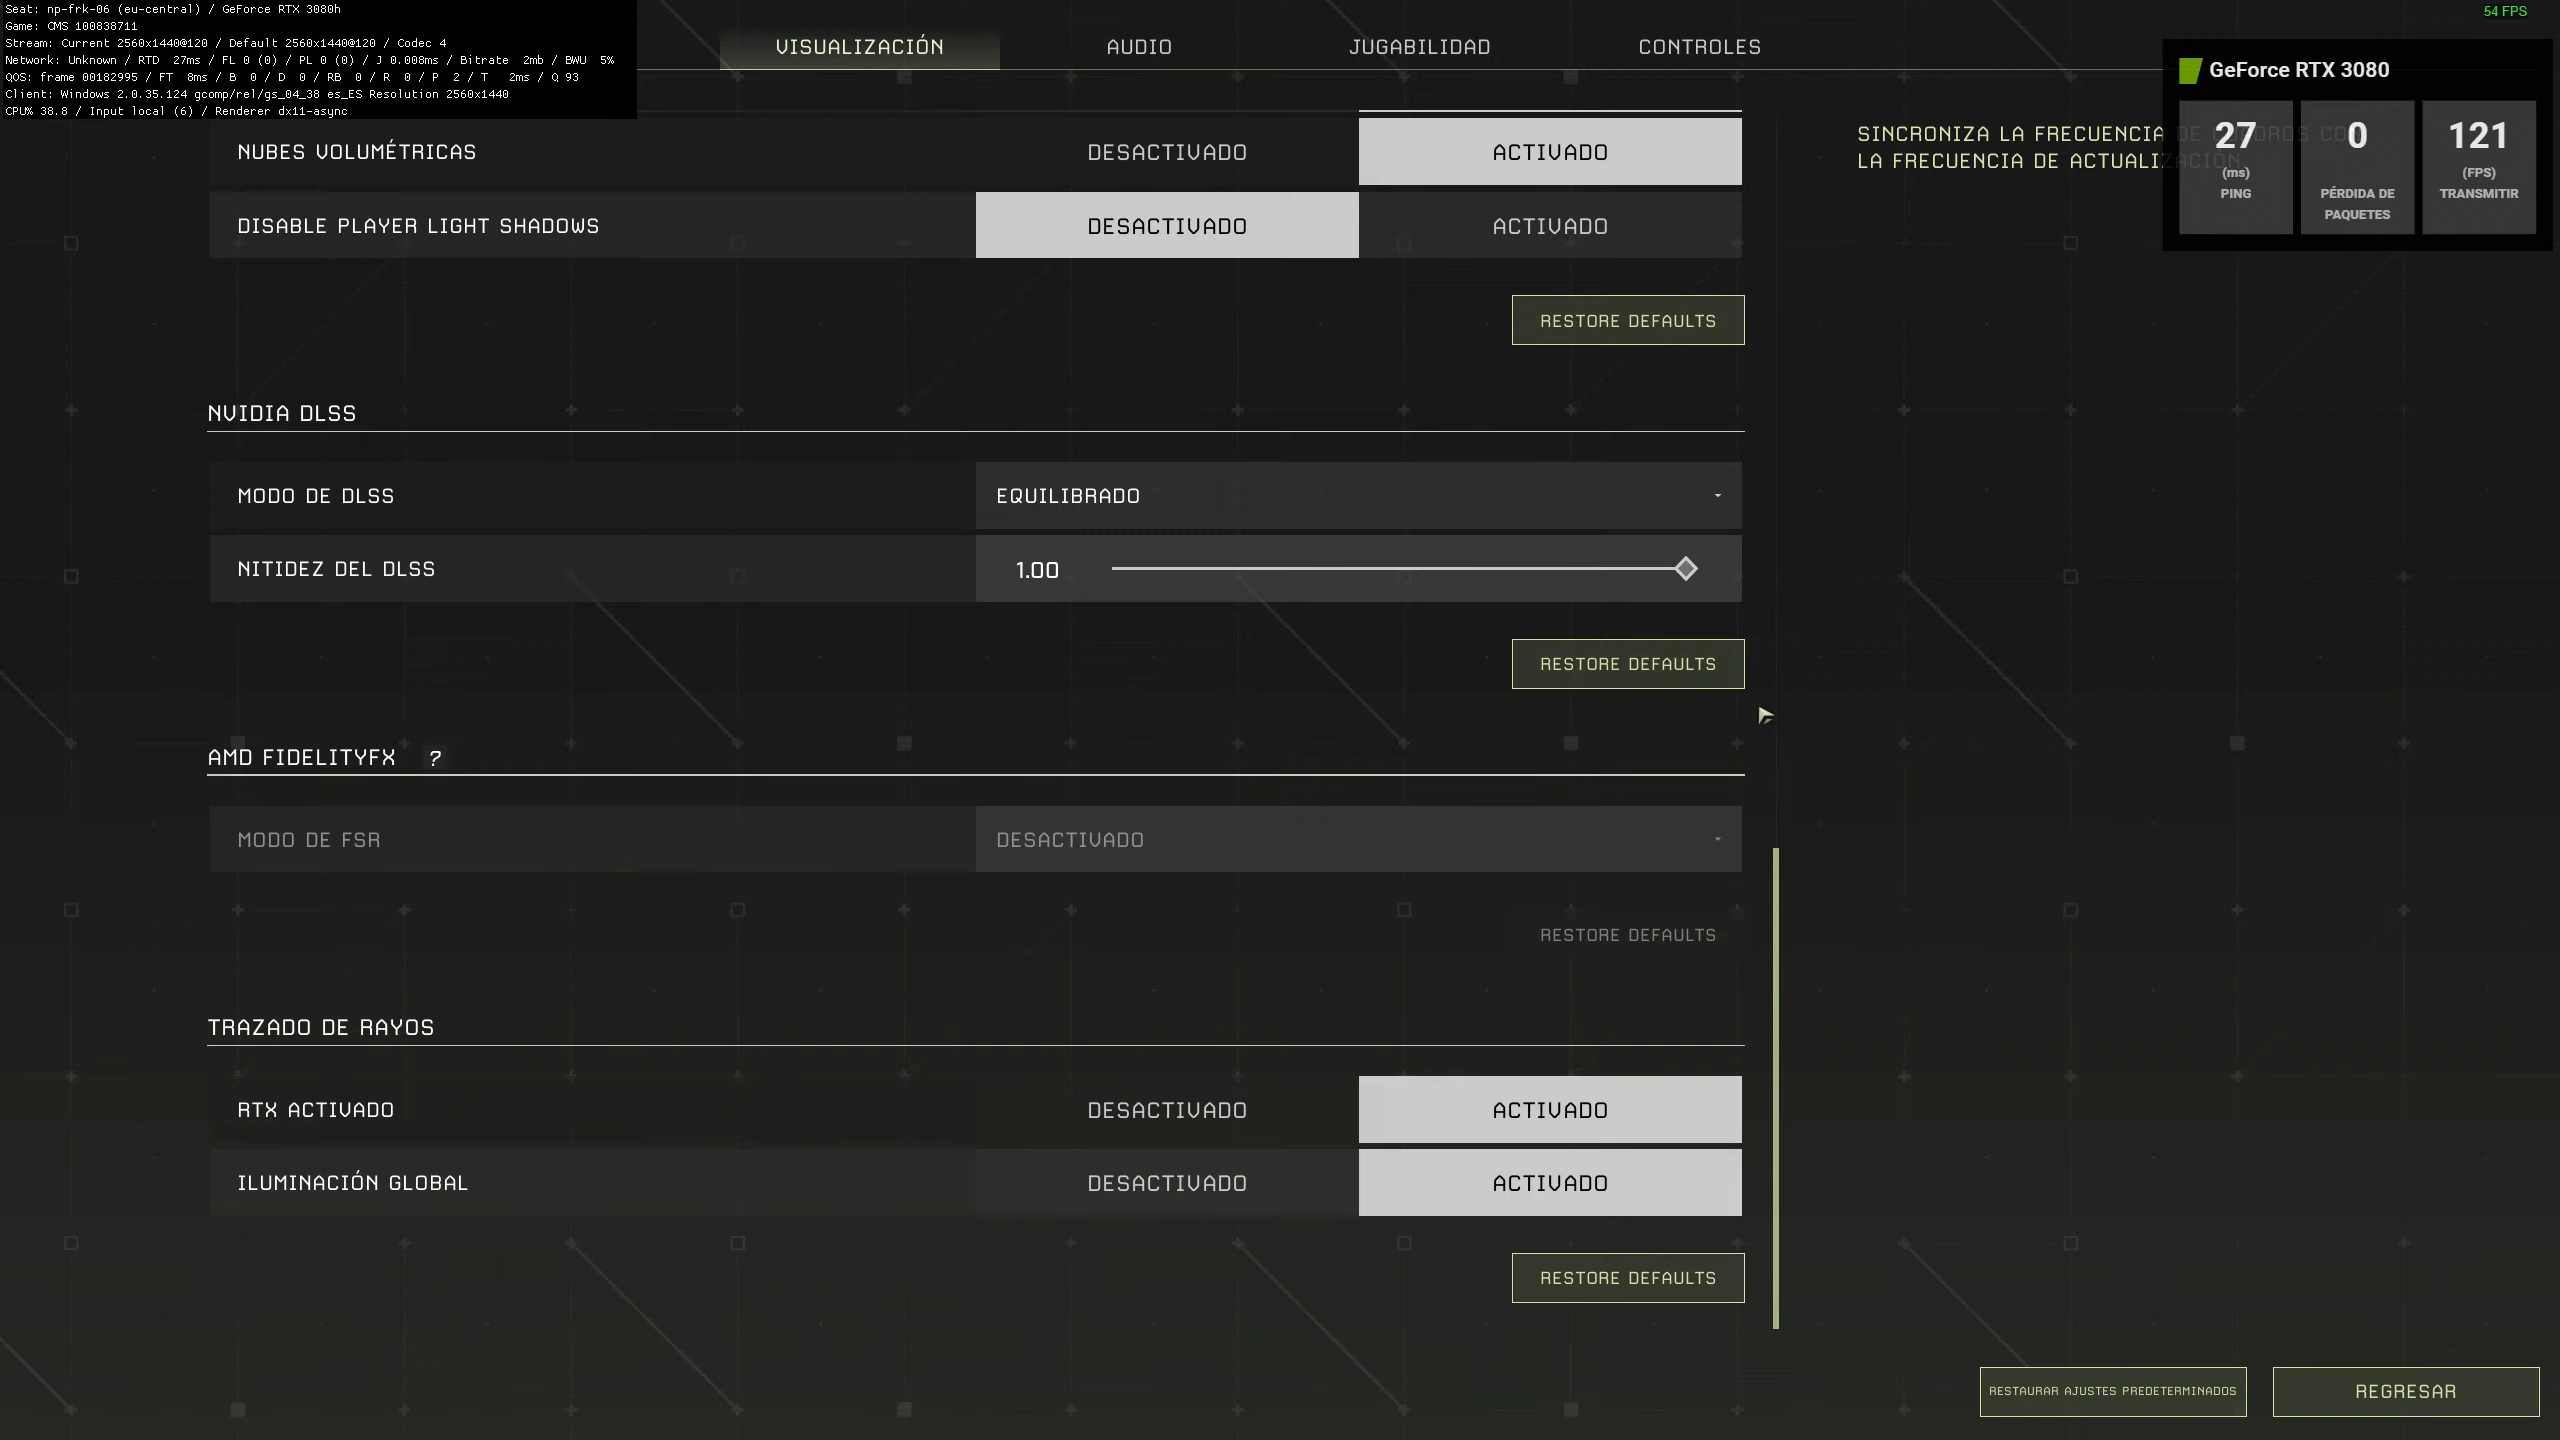 Seat: np-frk-06 (eu-central) / GeForce RTX 3080h
Game: CMS 100838711
Stream: Current 2560x1440@120 / Default 2560x1440@120 / Codec 4
Network: Unknown / RTD 27ms / FL 0 (0) / PL 0 (0) / J 0.008ms / Bitrate 2mb / BWU 5%
QOS: frame 00182995 / FT 8ms / B 0 / D 0 / RB 0 / R 0 / P 2 / T 2ms / Q 93
Client: Windows 2.0.35.124 gcomp/rel/gs_04_38 es_ES Resolution 2560x1440
CPU% 38.8 / Input local (6) / Renderer dx11-async
54 FPS
VISUALIZACIÓN AUDIO JUGABILIDAD CONTROLES
GeForce RTX 3080
27 0 121
(ms) (FPS)
PING PÉRDIDA DE TRANSMITIR
PAQUETES
SINCRONIZA LA FRECUENCIA DE CUADROS CON
LA FRECUENCIA DE ACTUALIZACIÓN.
NUBES VOLUMÉTRICAS DESACTIVADO ACTIVADO
DISABLE PLAYER LIGHT SHADOWS DESACTIVADO ACTIVADO
RESTORE DEFAULTS
NVIDIA DLSS
MODO DE DLSS EQUILIBRADO
NITIDEZ DEL DLSS 1.00
RESTORE DEFAULTS
AMD FIDELITYFX ?
MODO DE FSR DESACTIVADO
RESTORE DEFAULTS
TRAZADO DE RAYOS
RTX ACTIVADO DESACTIVADO ACTIVADO
ILUMINACIÓN GLOBAL DESACTIVADO ACTIVADO
RESTORE DEFAULTS
RESTAURAR AJUSTES PREDETERMINADOS REGRESAR